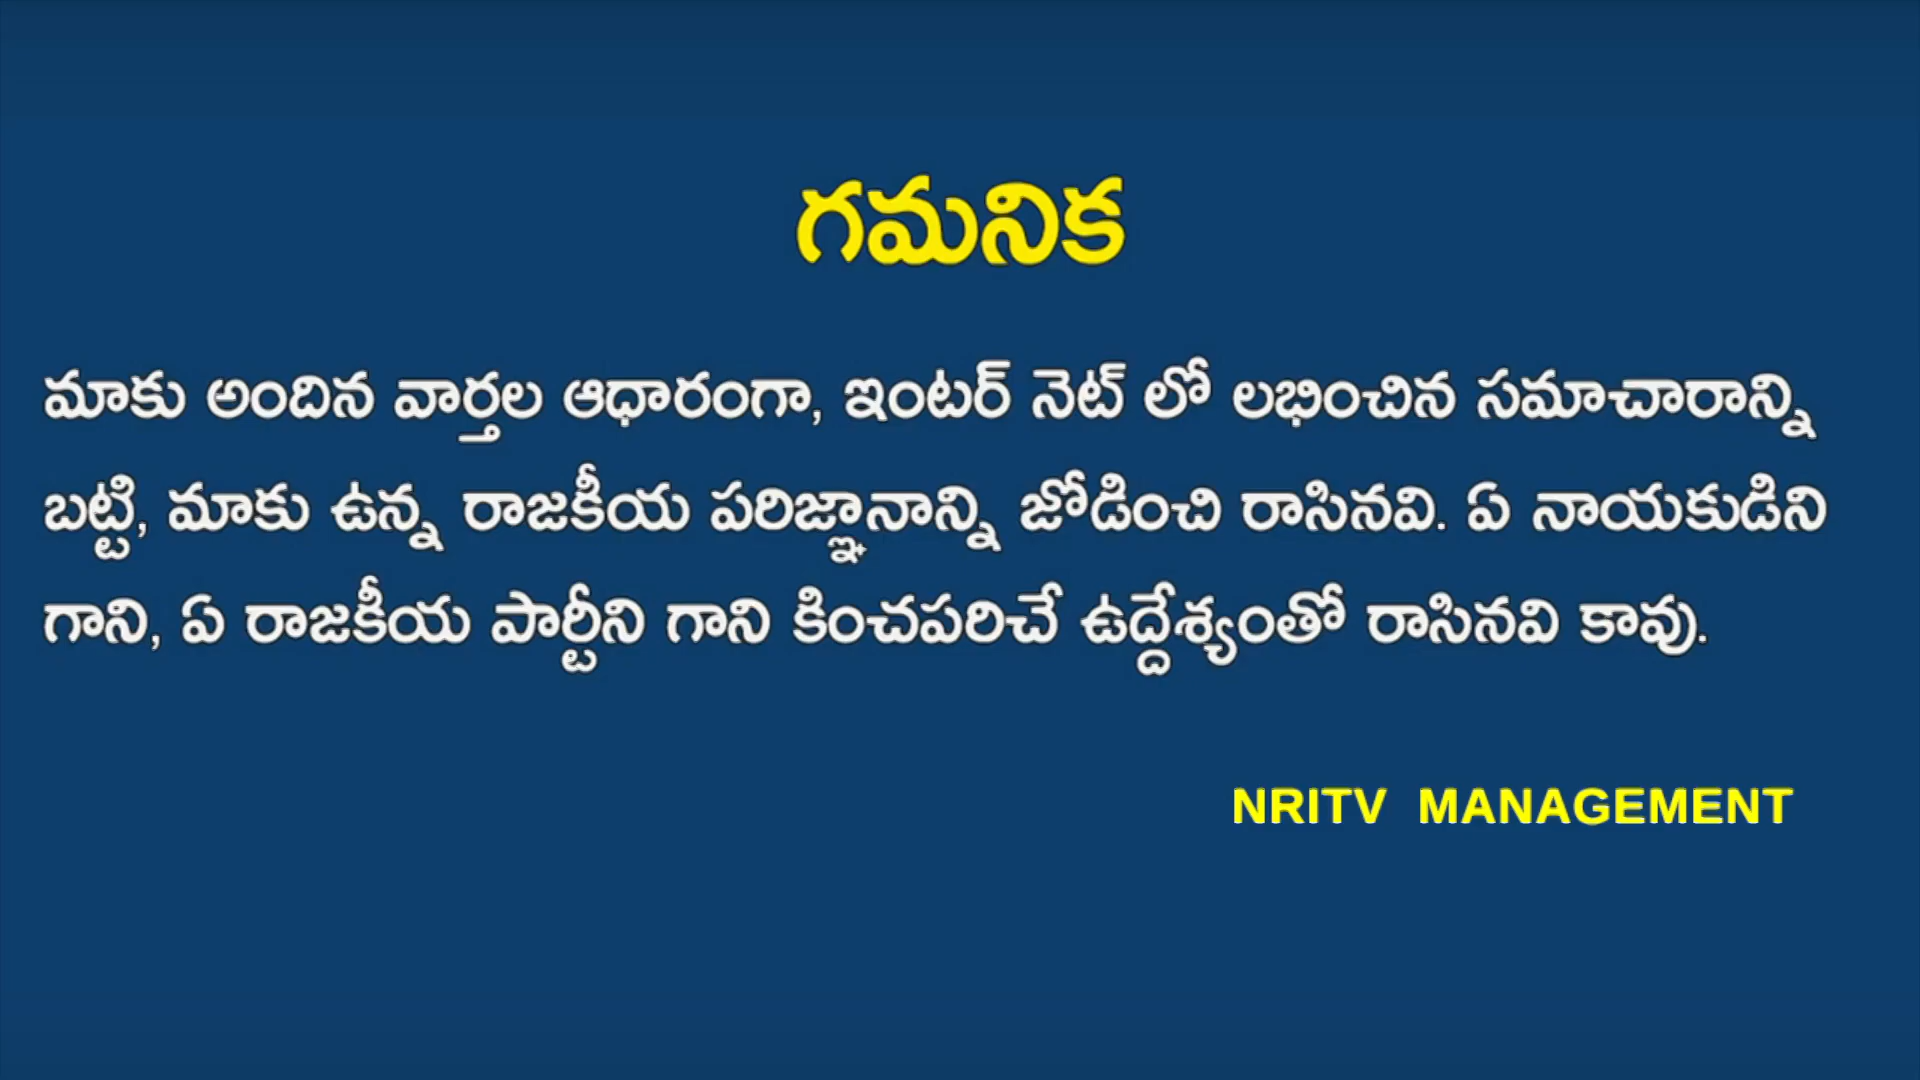 గమనిక
మాకు అందిన వార్తల ఆధారంగా, ఇంటర్ నెట్ లో లభించిన సమాచారాన్ని
బట్టి, మాకు ఉన్న రాజకీయ పరిజ్ఞానాన్ని జోడించి రాసినవి. ఏ నాయకుడిని
గాని, ఏ రాజకీయ పార్టీని గాని కించపరిచే ఉద్దేశ్యంతో రాసినవి కావు.
NRITV MANAGEMENT